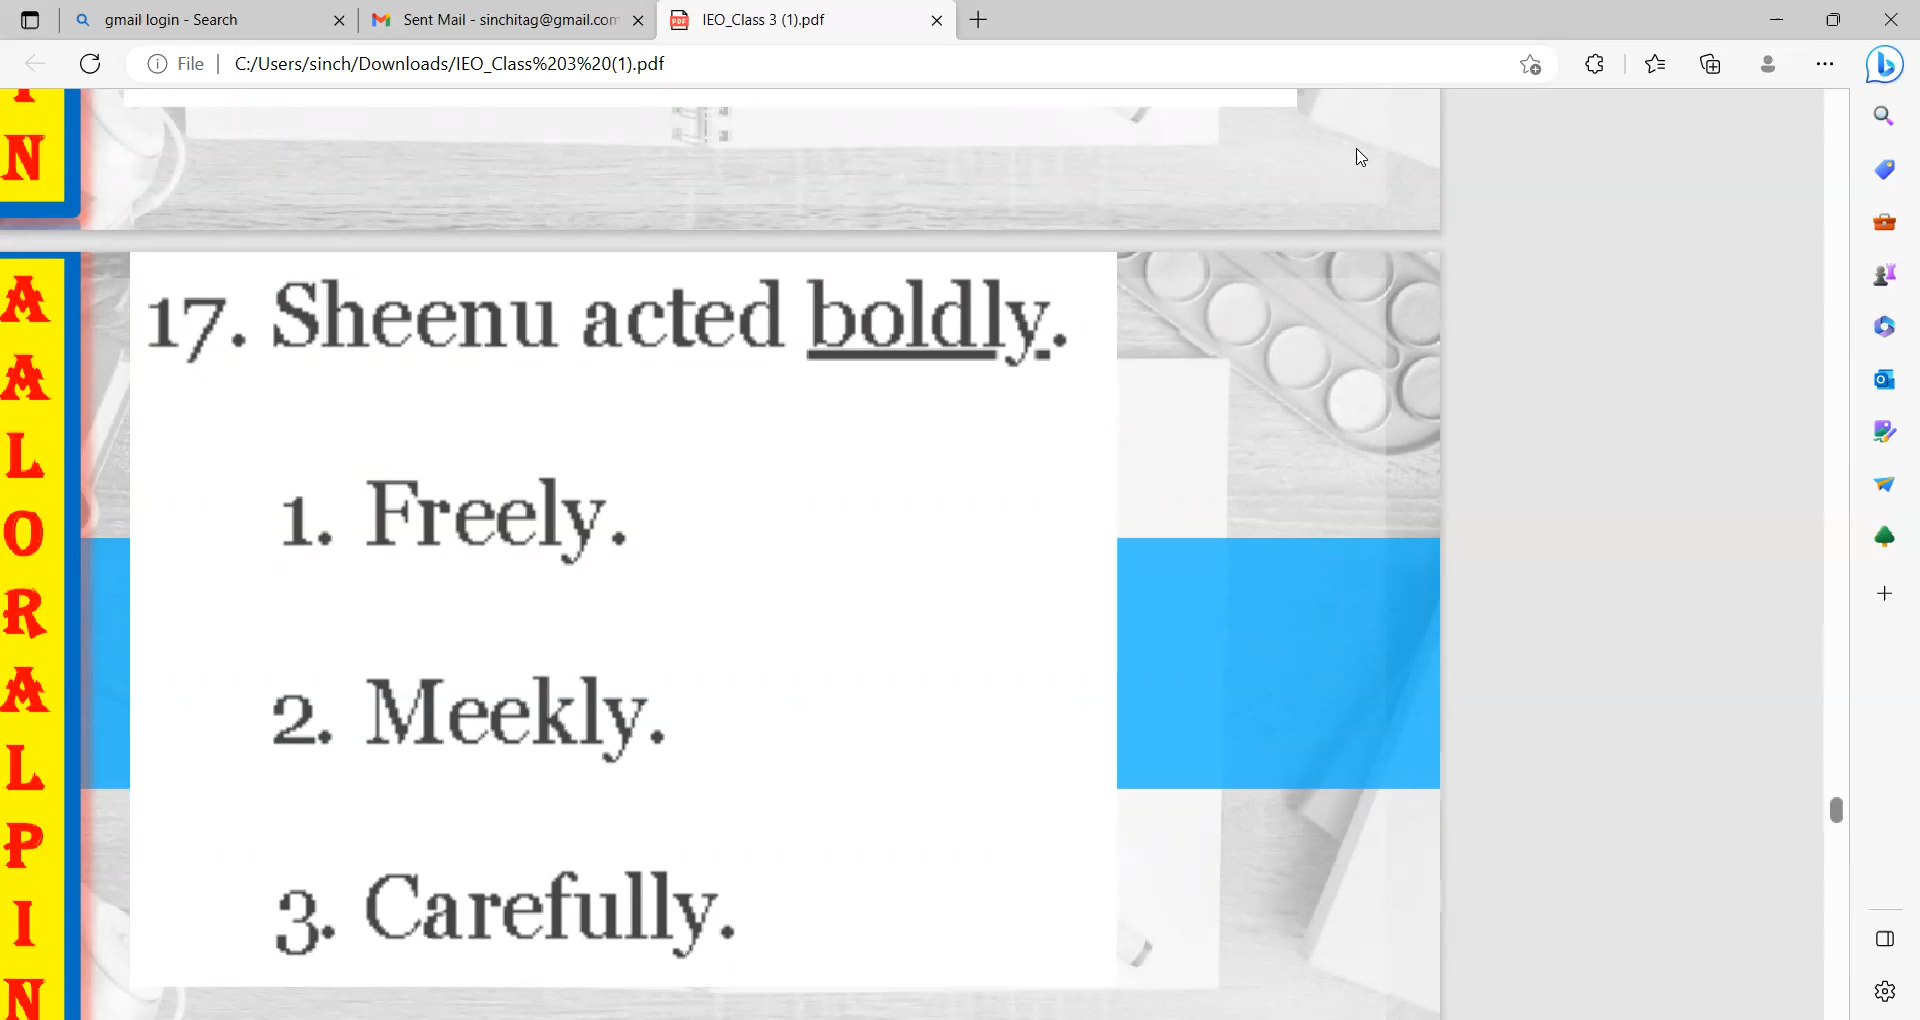 gmail login - Search
Sent Mail - sinchitag@gmail.com
IEO_Class 3 (1).pdf
File
C:/Users/sinch/Downloads/IEO_Class%203%20(1).pdf
N
17. Sheenu acted boldly.
1. Freely.
2. Meekly.
3. Carefully.
A
A
L
O
R
A
L
P
I
N